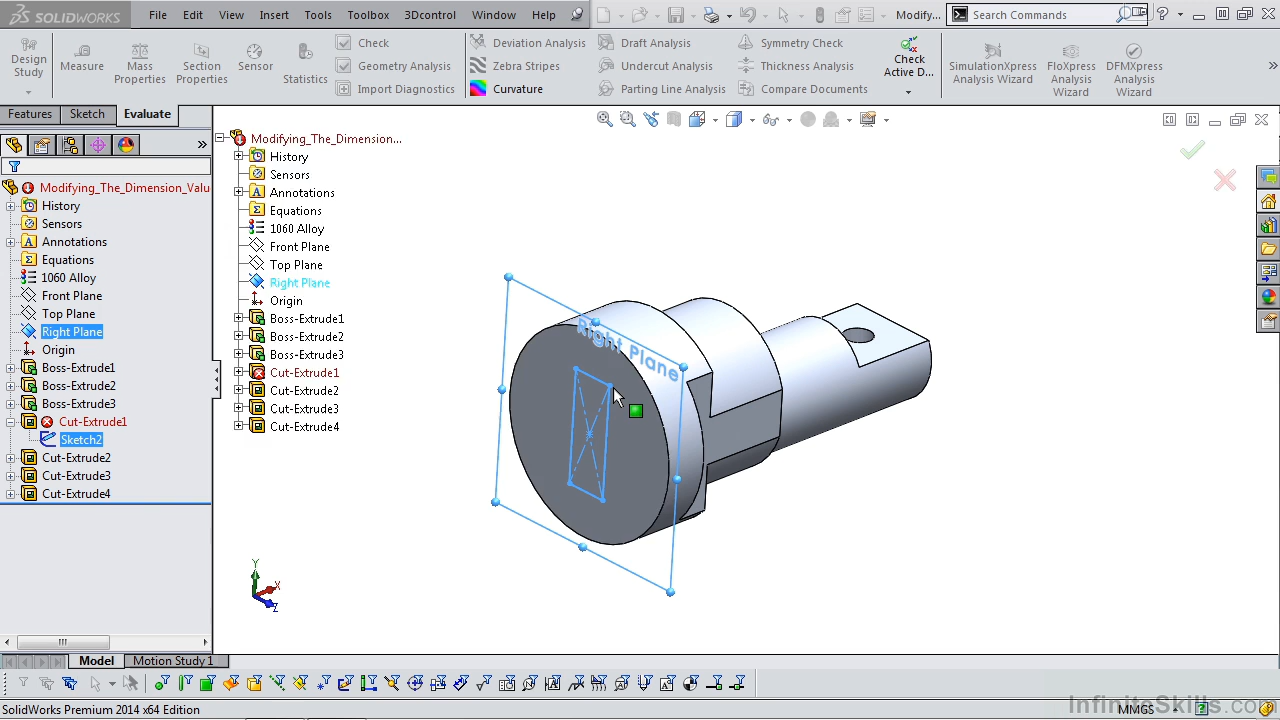 SOLIDWORKS File Edit View Insert Tools Toolbox 3Dcontrol Window Help Modify... Search Commands
Design Study
Measure
Mass Properties
Section Properties
Sensor
Statistics
Check
Geometry Analysis
Import Diagnostics
Deviation Analysis
Zebra Stripes
Curvature
Draft Analysis
Undercut Analysis
Parting Line Analysis
Symmetry Check
Thickness Analysis
Compare Documents
Check Active D...
SimulationXpress Analysis Wizard
FloXpress Analysis Wizard
DFMXpress Analysis Wizard
Features Sketch Evaluate
Modifying_The_Dimension_Valu
History
Sensors
Annotations
Equations
1060 Alloy
Front Plane
Top Plane
Right Plane
Origin
Boss-Extrude1
Boss-Extrude2
Boss-Extrude3
Cut-Extrude1
Sketch2
Cut-Extrude2
Cut-Extrude3
Cut-Extrude4
Modifying_The_Dimension...
History
Sensors
Annotations
Equations
1060 Alloy
Front Plane
Top Plane
Right Plane
Origin
Boss-Extrude1
Boss-Extrude2
Boss-Extrude3
Cut-Extrude1
Cut-Extrude2
Cut-Extrude3
Cut-Extrude4
Right Plane
Y
X
Z
Model Motion Study 1
SolidWorks Premium 2014 x64 Edition
MMGS
InfiniteSkills.com